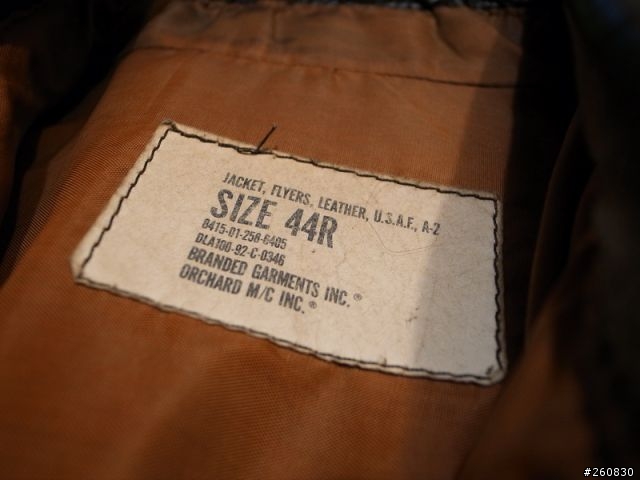 JACKET, FLYERS, LEATHER, U.S.A.F., A-2
SIZE 44R
8415-01-258-6405
DLA100-92-C-0346
BRANDED GARMENTS INC.®
ORCHARD M/C INC.®
#260830